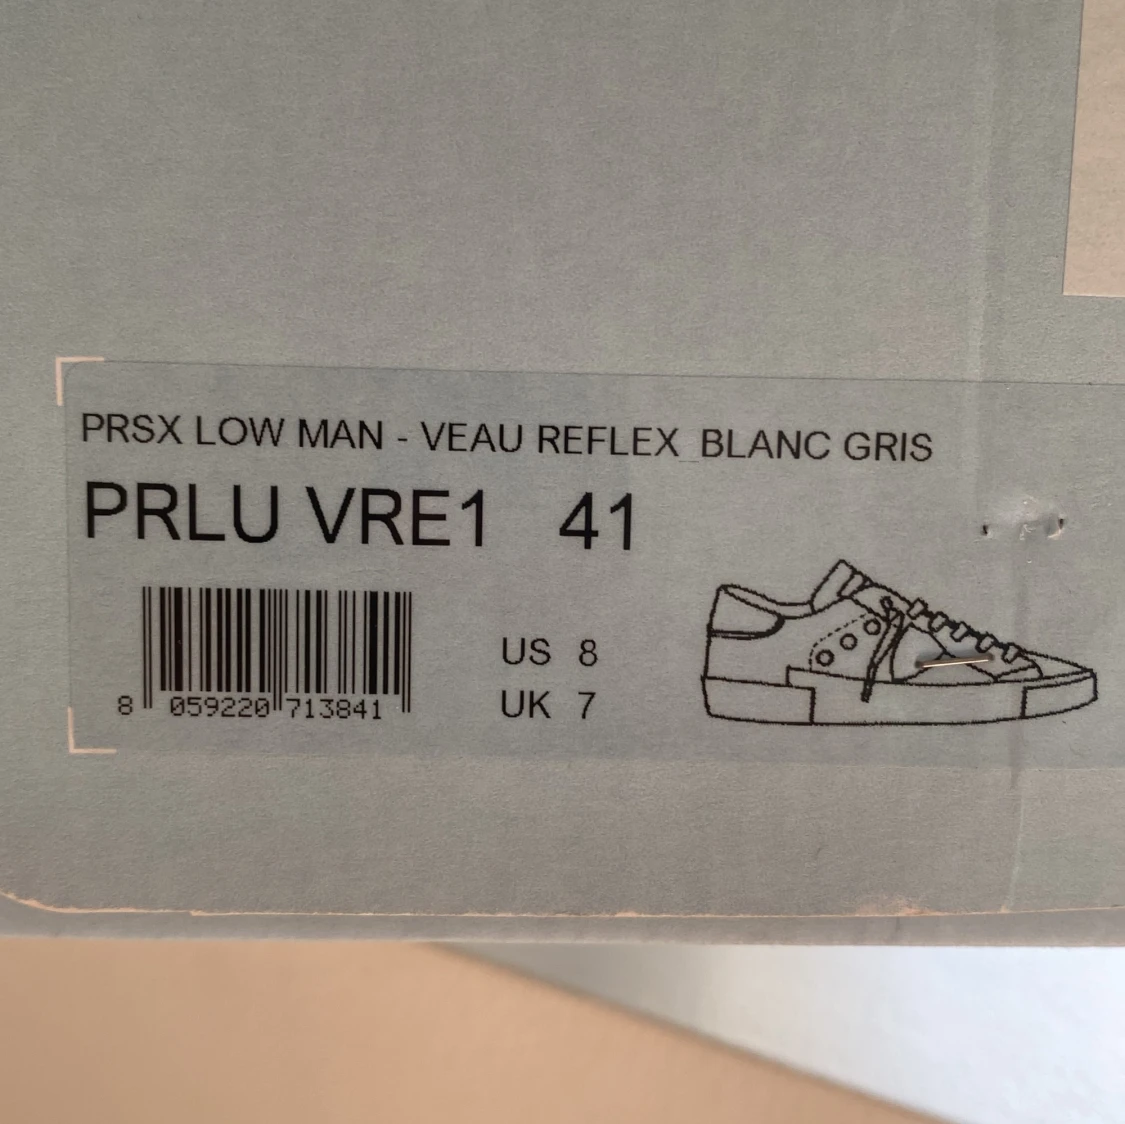 PRSX LOW MAN - VEAU REFLEX_BLANC GRIS
PRLU VRE1 41
US 8
UK 7
8 059220 713841